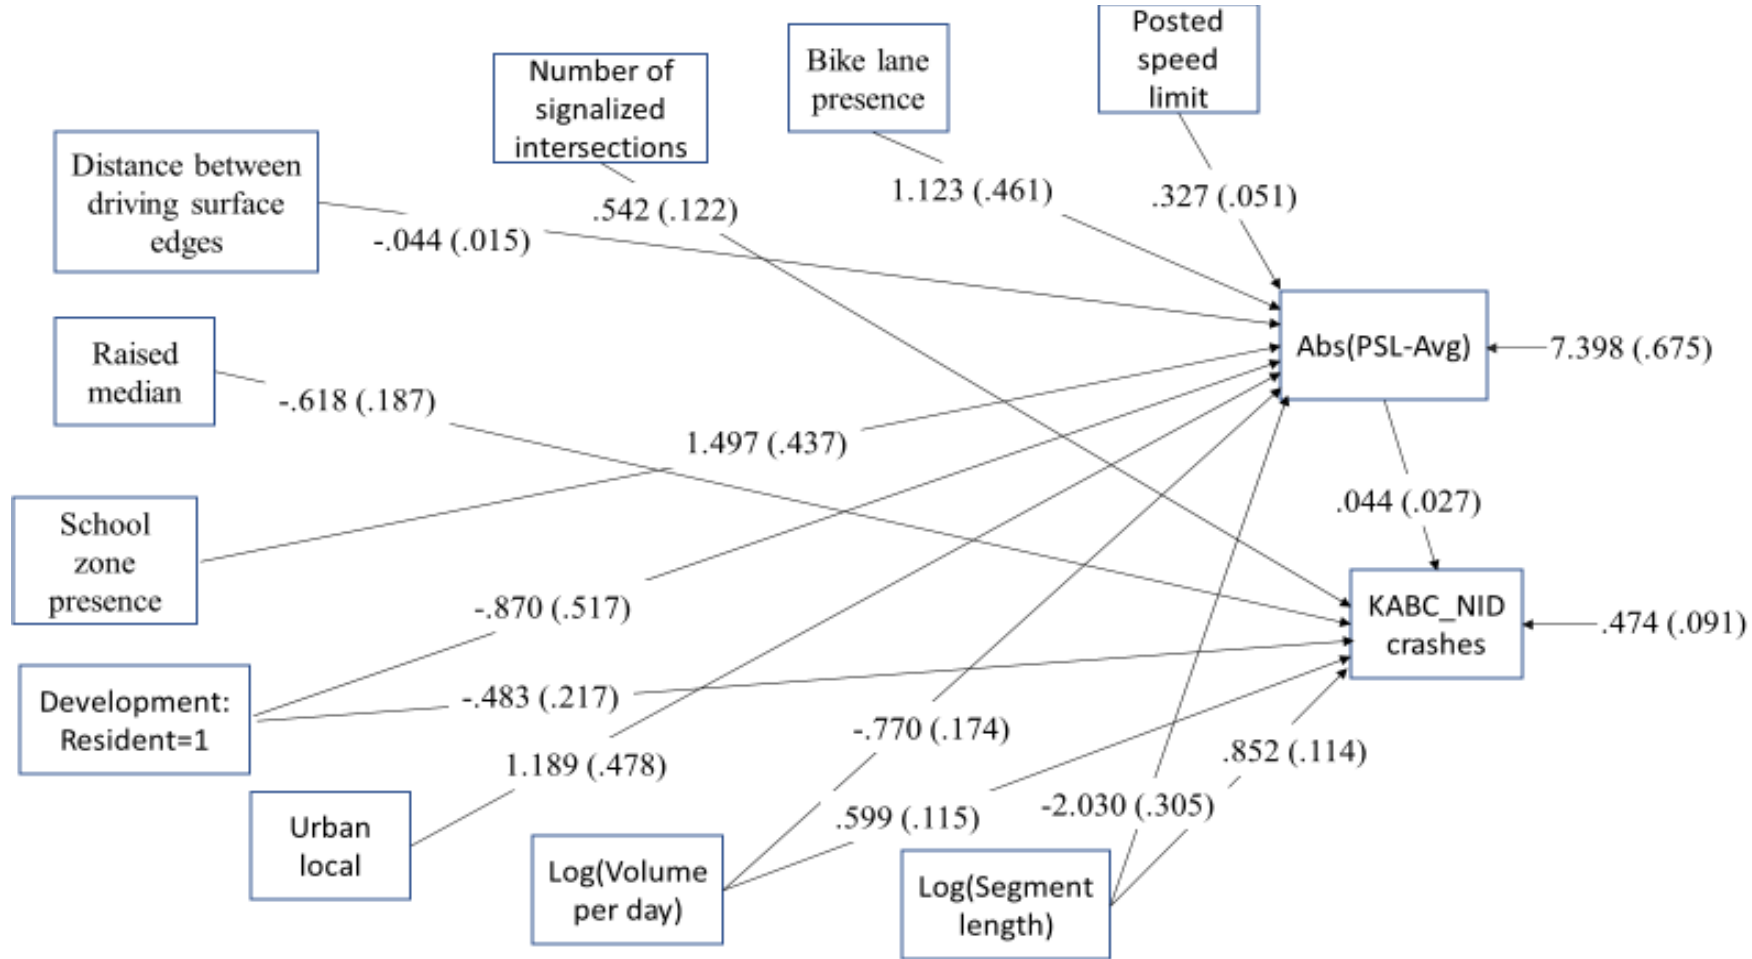 Posted
speed
limit
Bike lane
presence
Number of
signalized
intersections
Distance between
driving surface
edges
1.123 (.461)
.327 (.051)
.542 (.122)
-.044 (.015)
Raised
median
Abs(PSL-Avg)
7.398 (.675)
-.618 (.187)
1.497 (.437)
.044 (.027)
School
zone
presence
-.870 (.517)
KABC_NID
crashes
.474 (.091)
Development:
Resident=1
-.483 (.217)
-.770 (.174)
.852 (.114)
1.189 (.478)
-2.030 (.305)
.599 (.115)
Urban
local
Log(Volume
per day)
Log(Segment
length)